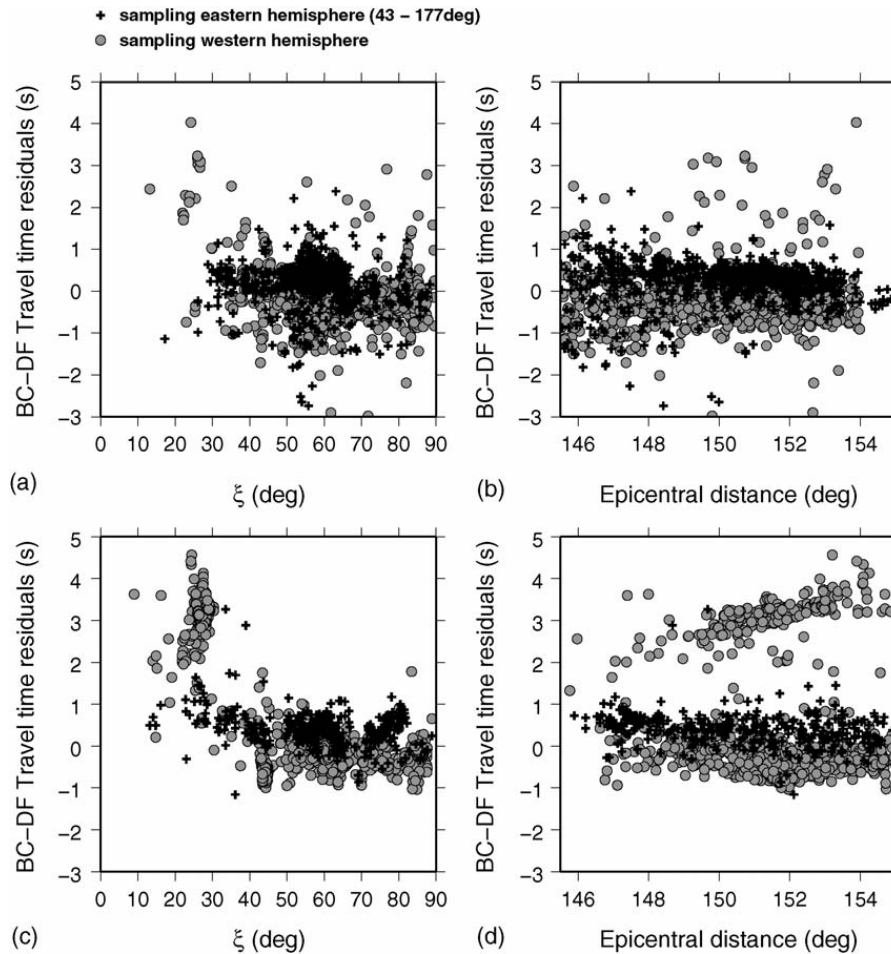 sampling eastern hemisphere (43 – 177deg)
sampling western hemisphere
BC–DF Travel time residuals (s)
5
4
3
2
1
0
-1
-2
-3
0 10 20 30 40 50 60 70 80 90
(a)
ξ (deg)
BC–DF Travel time residuals (s)
5
4
3
2
1
0
-1
-2
-3
146 148 150 152 154
(b)
Epicentral distance (deg)
BC–DF Travel time residuals (s)
5
4
3
2
1
0
-1
-2
-3
0 10 20 30 40 50 60 70 80 90
(c)
ξ (deg)
BC–DF Travel time residuals (s)
5
4
3
2
1
0
-1
-2
-3
146 148 150 152 154
(d)
Epicentral distance (deg)